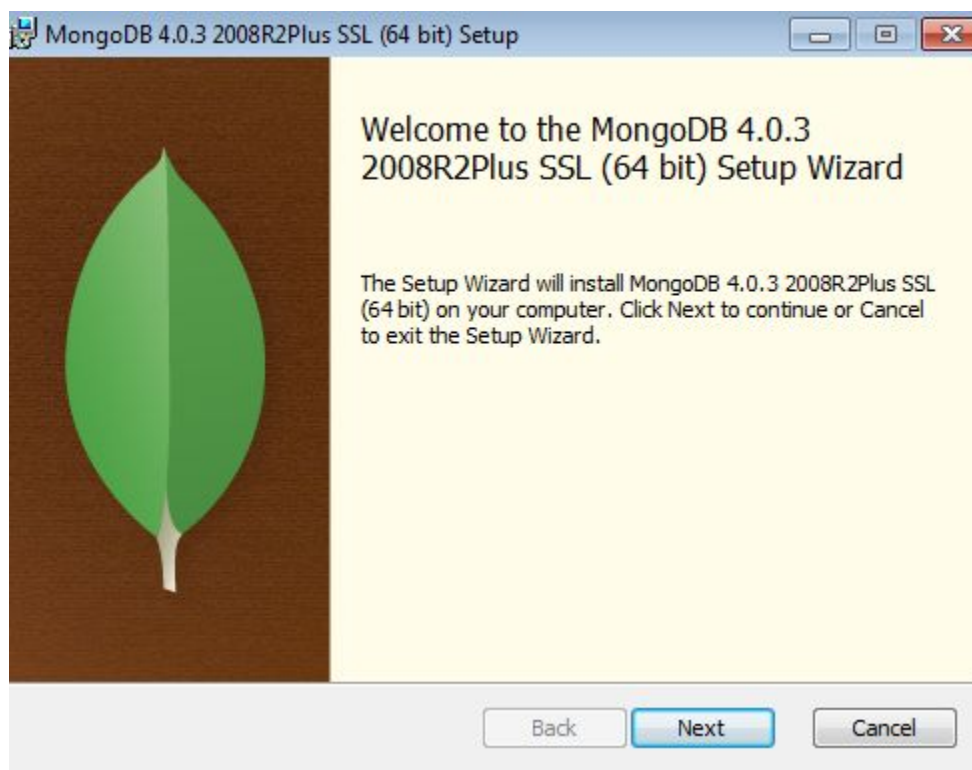 MongoDB 4.0.3 2008R2Plus SSL (64 bit) Setup
Welcome to the MongoDB 4.0.3
2008R2Plus SSL (64 bit) Setup Wizard
The Setup Wizard will install MongoDB 4.0.3 2008R2Plus SSL
(64 bit) on your computer. Click Next to continue or Cancel
to exit the Setup Wizard.
Back
Next
Cancel